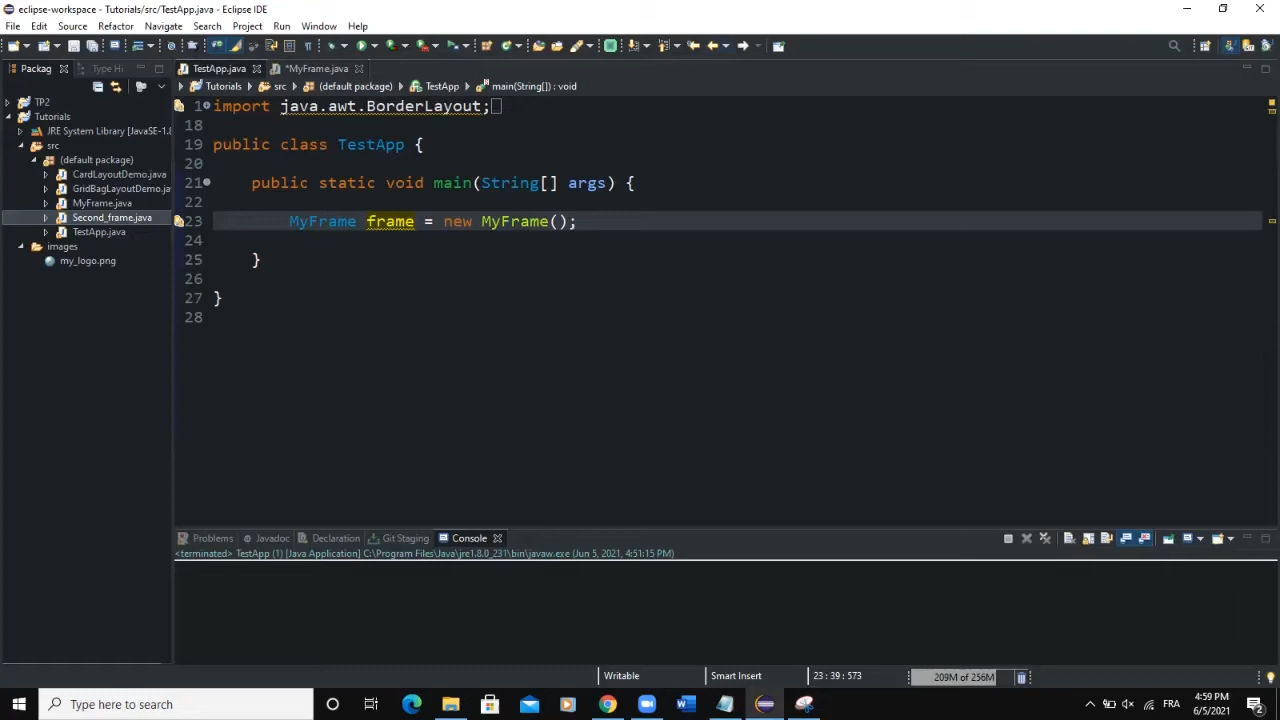 eclipse-workspace - Tutorials/src/TestApp.java - Eclipse IDE
File Edit Source Refactor Navigate Search Project Run Window Help
Packag Type Hi TestApp.java *MyFrame.java
Tutorials src (default package) TestApp main(String[]) : void
TP2
Tutorials
JRE System Library [JavaSE-1.8
src
(default package)
CardLayoutDemo.java
GridBagLayoutDemo.ja
MyFrame.java
Second_frame.java
TestApp.java
images
my_logo.png
1 import java.awt.BorderLayout;
18
19 public class TestApp {
20
21 public static void main(String[] args) {
22
23 MyFrame frame = new MyFrame();
24
25 }
26
27 }
28
Problems Javadoc Declaration Git Staging Console
<terminated> TestApp (1) [Java Application] C:\Program Files\Java\jre1.8.0_231\bin\javaw.exe (Jun 5, 2021, 4:51:15 PM)
Writable Smart Insert 23 : 39 : 573 209M of 256M
Type here to search
FRA
4:59 PM
6/5/2021
2